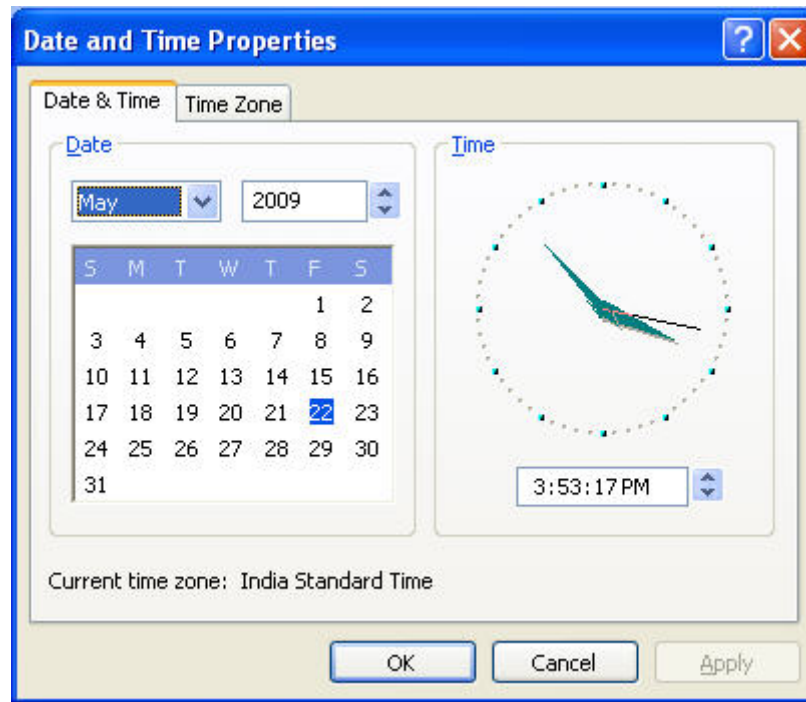 Date and Time Properties
Date & Time Time Zone
Date
May 2009
S M T W T F S
1 2
3 4 5 6 7 8 9
10 11 12 13 14 15 16
17 18 19 20 21 22 23
24 25 26 27 28 29 30
31
Time
3:53:17 PM
Current time zone: India Standard Time
OK Cancel Apply